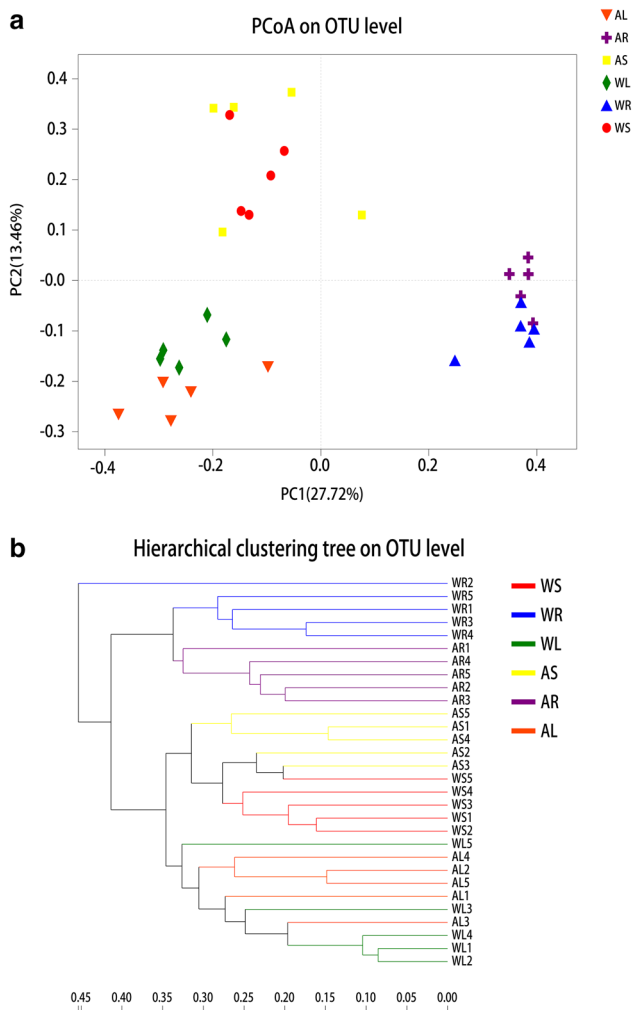 a
PCoA on OTU level
AL
AR
AS
WL
WR
WS
PC2(13.46%)
0.4
0.3
0.2
0.1
-0.0
-0.1
-0.2
-0.3
-0.4
-0.2
0.0
0.2
0.4
PC1(27.72%)
b
Hierarchical clustering tree on OTU level
WR2
WR5
WR1
WR3
WR4
AR1
AR4
AR5
AR2
AR3
AS5
AS1
AS4
AS2
AS3
WS5
WS4
WS3
WS1
WS2
WL5
AL4
AL2
AL5
AL1
WL3
AL3
WL4
WL1
WL2
WS
WR
WL
AS
AR
AL
0.45 0.40 0.35 0.30 0.25 0.20 0.15 0.10 0.05 0.00